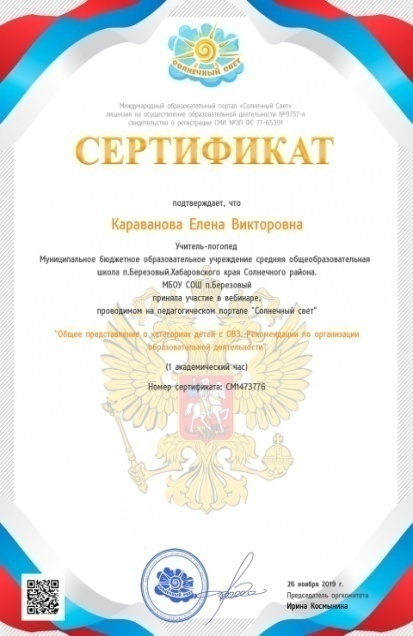 СОЛНЕЧНЫЙ СВЕТ
Международный образовательный портал «Солнечный Свет»
лицензия на осуществление образовательной деятельности №9757-л
свидетельство о регистрации СМИ №ЭЛ ФС 77-65391
СЕРТИФИКАТ
подтверждает, что
Караванова Елена Викторовна
Учитель-логопед
Муниципальное бюджетное образовательное учреждение средняя общеобразовательная
школа п.Березовый.Хабаровского края Солнечного района.
МБОУ СОШ п.Березовый
приняла участие в вебинаре,
проводимом на педагогическом портале "Солнечный свет"
"Общее представление о категориях детей с ОВЗ. Рекомендации по организации
образовательной деятельности"
(1 академический час)
Номер сертификата: СМ1473776
26 ноября 2019 г.
Председатель оргкомитета
Ирина Космынина